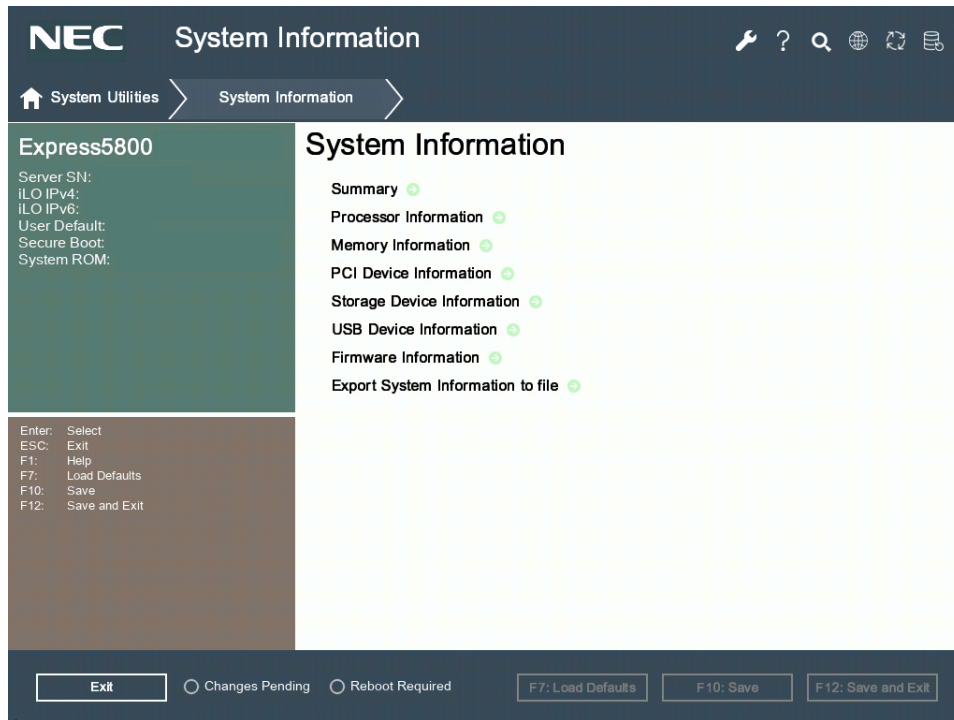 NEC System Information
?
System Utilities System Information
Express5800
Server SN:
iLO IPv4:
iLO IPv6:
User Default:
Secure Boot:
System ROM:
Enter: Select
ESC: Exit
F1: Help
F7: Load Defaults
F10: Save
F12: Save and Exit
System Information
Summary
Processor Information
Memory Information
PCI Device Information
Storage Device Information
USB Device Information
Firmware Information
Export System Information to file
Exit Changes Pending Reboot Required F7: Load Defaults F10: Save F12: Save and Exit